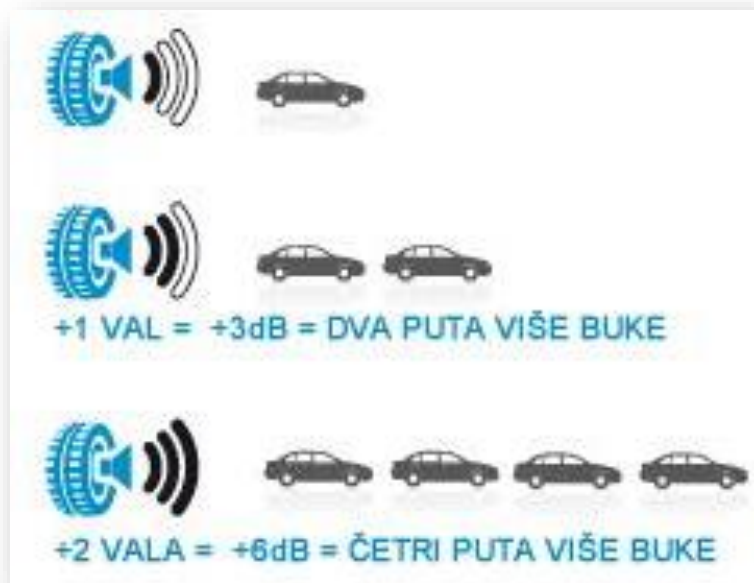 +1 VAL = +3dB = DVA PUTA VIŠE BUKE
+2 VALA = +6dB = ČETRI PUTA VIŠE BUKE